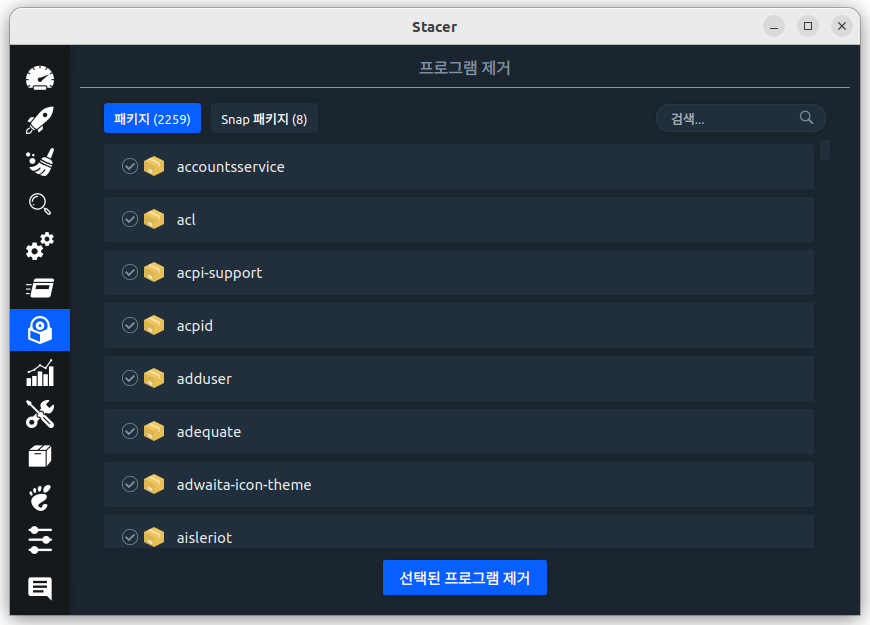 Stacer
프로그램 제거
패키지 (2259)
Snap 패키지 (8)
검색...
accountsservice
acl
acpi-support
acpid
adduser
adequate
adwaita-icon-theme
aisleriot
선택된 프로그램 제거